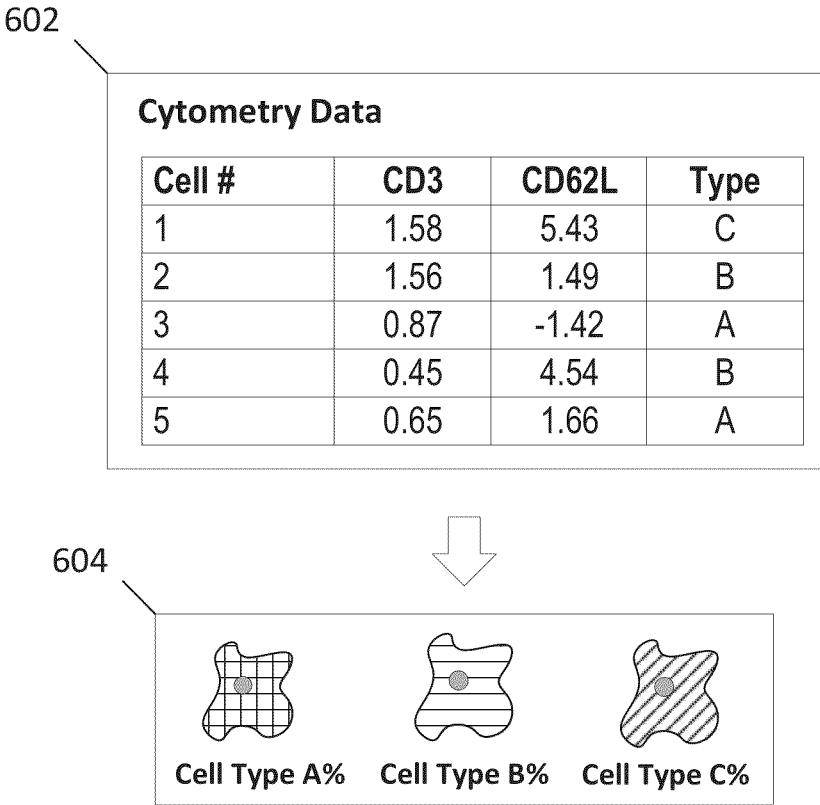 602
Cytometry Data
Cell # CD3 CD62L Type
1 1.58 5.43 C
2 1.56 1.49 B
3 0.87 -1.42 A
4 0.45 4.54 B
5 0.65 1.66 A
604
Cell Type A% Cell Type B% Cell Type C%